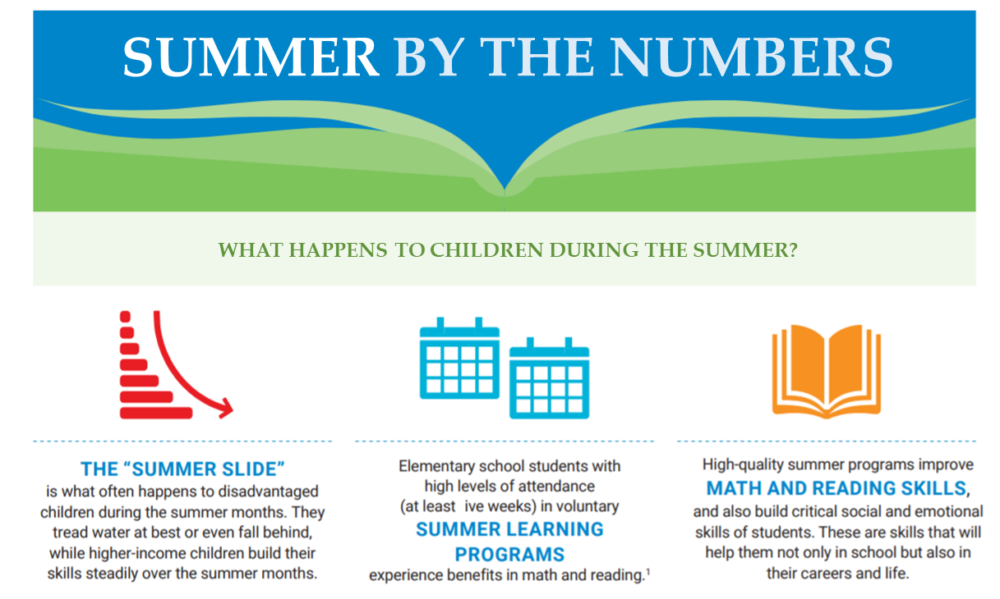 SUMMER BY THE NUMBERS
WHAT HAPPENS TO CHILDREN DURING THE SUMMER?
THE “SUMMER SLIDE”
is what often happens to disadvantaged
children during the summer months. They
tread water at best or even fall behind,
while higher-income children build their
skills steadily over the summer months.
Elementary school students with
high levels of attendance
(at least ive weeks) in voluntary
SUMMER LEARNING
PROGRAMS
experience benefits in math and reading.¹
High-quality summer programs improve
MATH AND READING SKILLS,
and also build critical social and emotional
skills of students. These are skills that will
help them not only in school but also in
their careers and life.